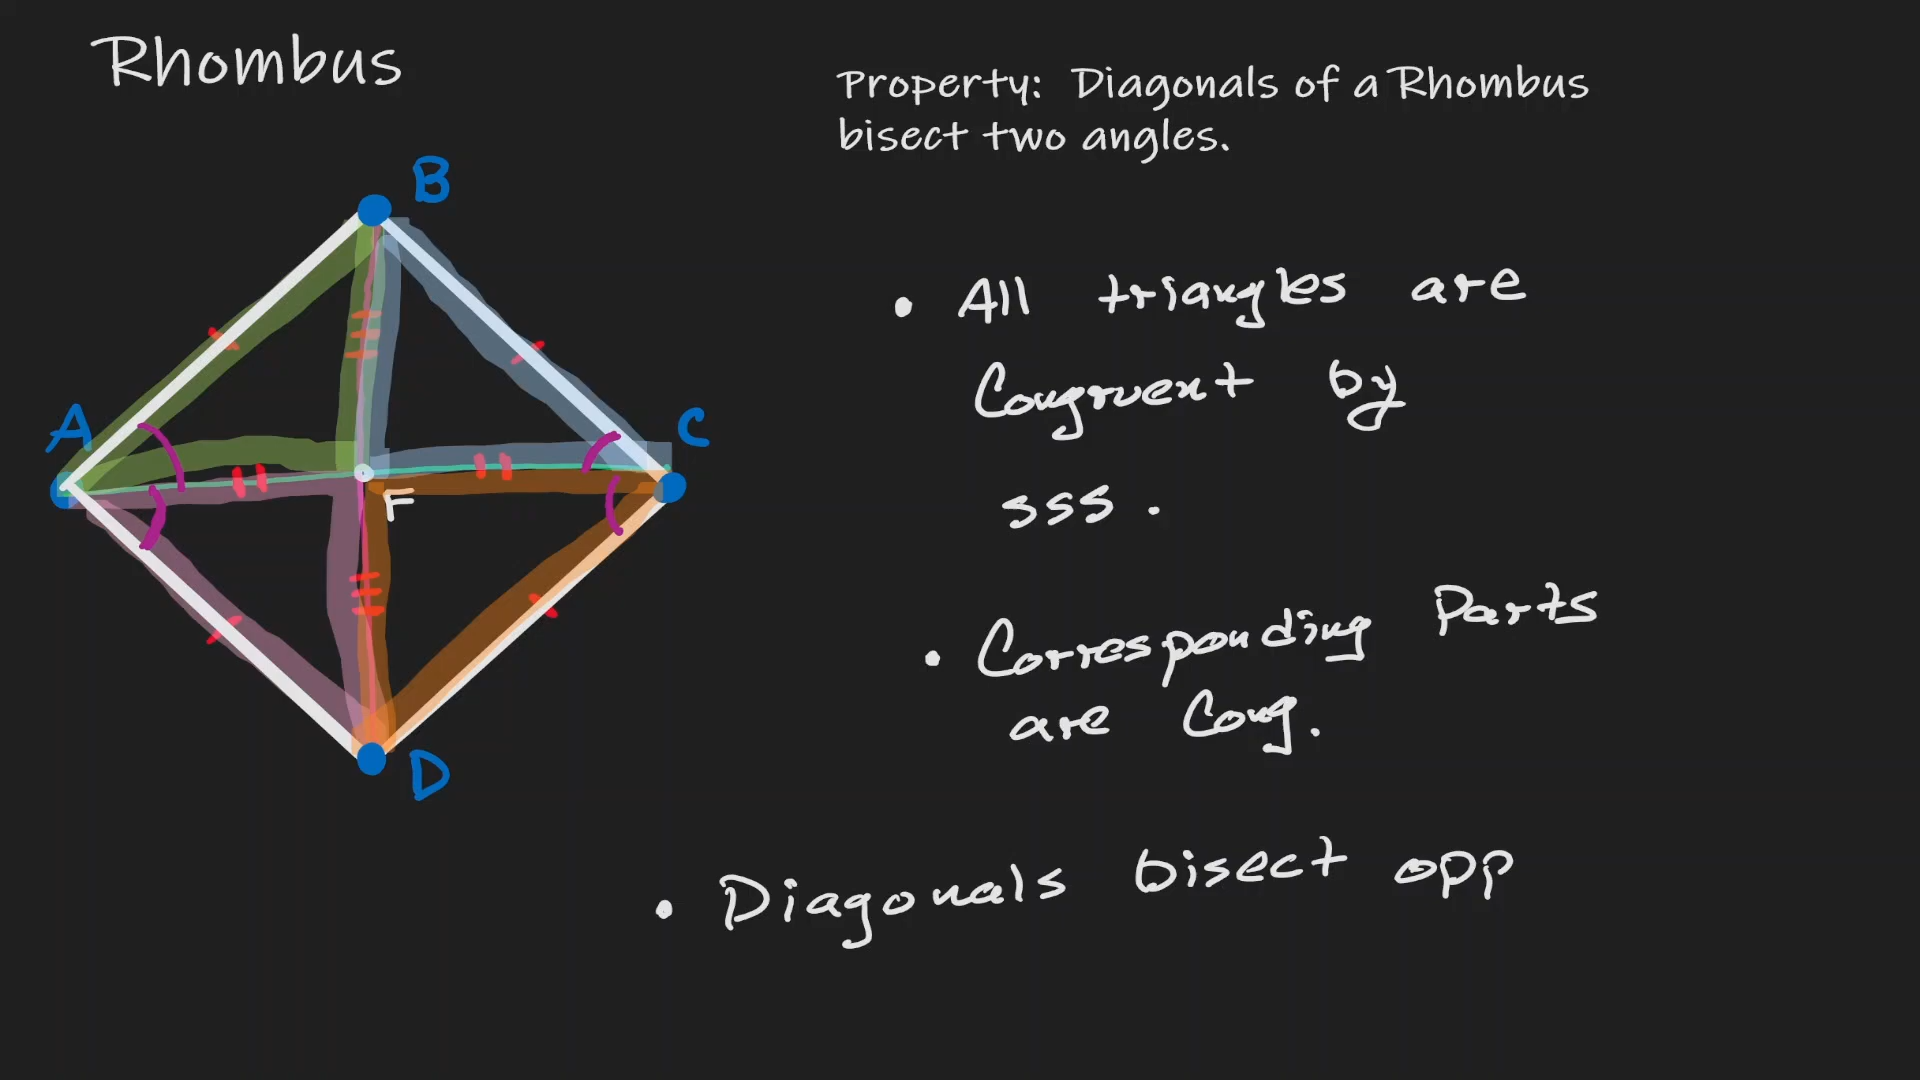 Rhombus
Property: Diagonals of a Rhombus
bisect two angles.
B
A
C
F
D
• All triangles are
Congruent by
SSS.
• Corresponding Parts
are Cong.
• Diagonals bisect opp